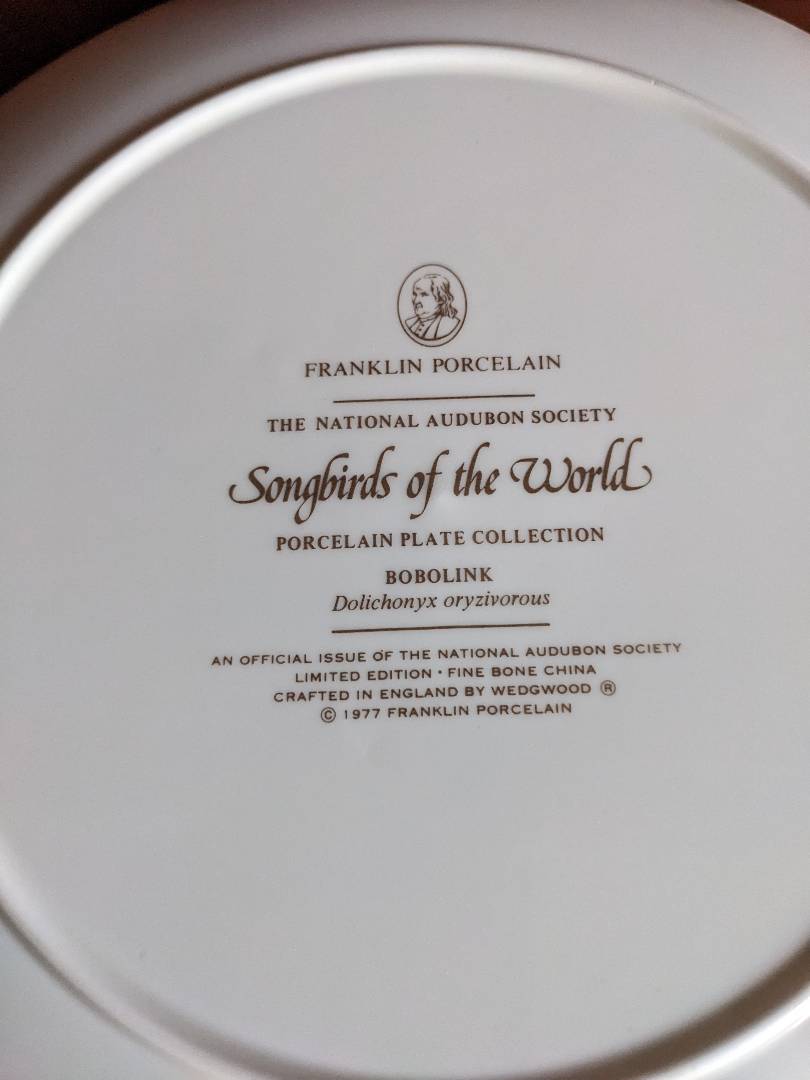 FRANKLIN PORCELAIN
THE NATIONAL AUDUBON SOCIETY
Songbirds of the World
PORCELAIN PLATE COLLECTION
BOBOLINK
Dolichonyx oryzivorous
AN OFFICIAL ISSUE OF THE NATIONAL AUDUBON SOCIETY
LIMITED EDITION • FINE BONE CHINA
CRAFTED IN ENGLAND BY WEDGWOOD ®
© 1977 FRANKLIN PORCELAIN